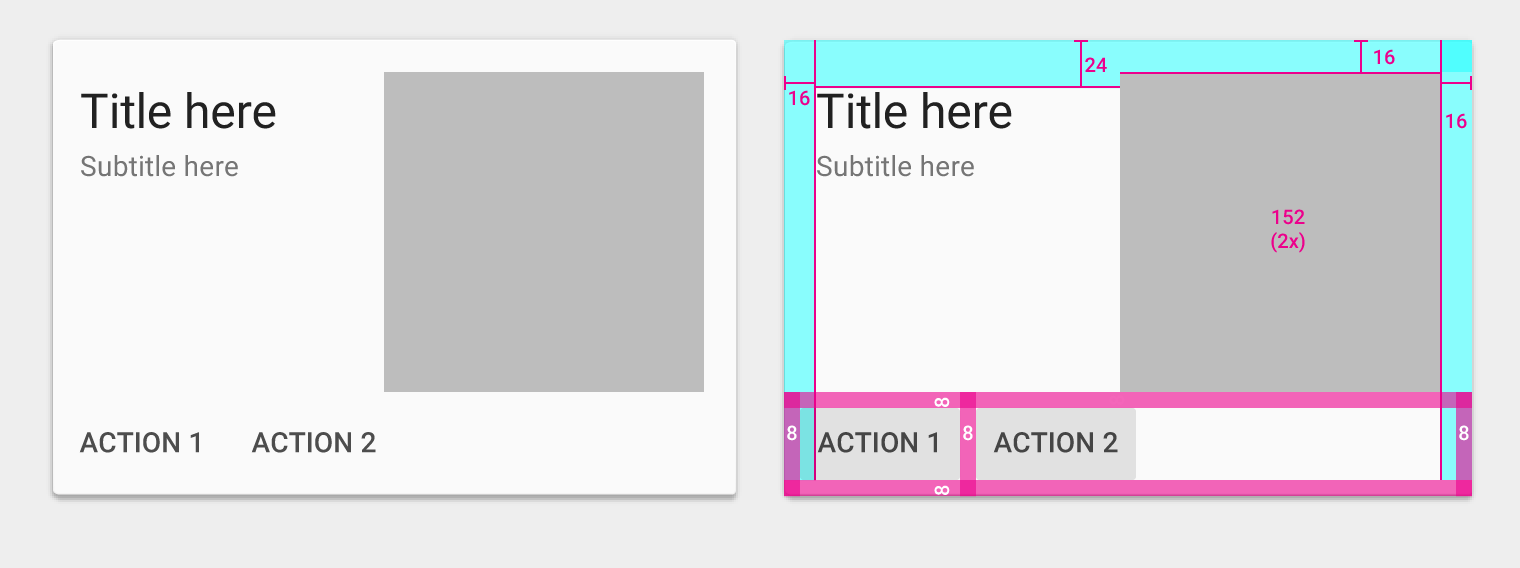 Title here
Subtitle here
ACTION 1 ACTION 2
24
16
16
16
Title here
Subtitle here
152
(2x)
8
8
ACTION 1
8
ACTION 2
8
8